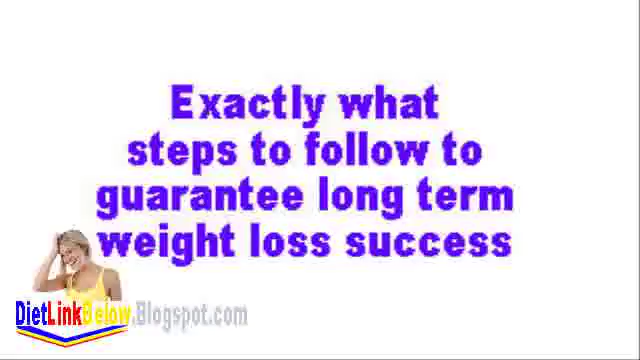 Exactly what
steps to follow to
guarantee long term
weight loss success
DietLinkBelow.Blogspot.com